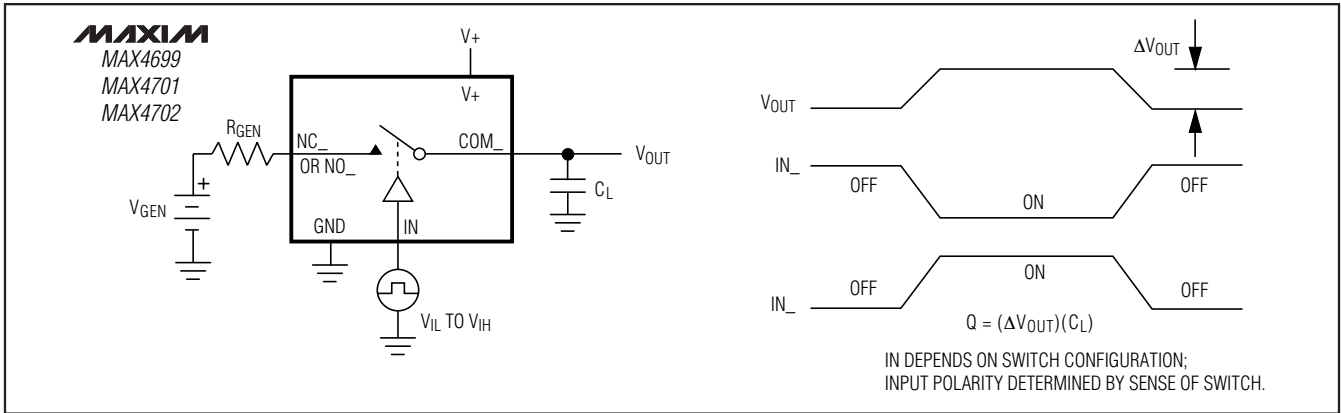 MAXIM
MAX4699
MAX4701
MAX4702
V+
V+
RGEN
NC_
OR NO_
COM_
VOUT
CL
VGEN
+
GND
IN
VIL TO VIH
ΔVOUT
VOUT
IN_
OFF
ON
OFF
IN_
OFF
ON
OFF
Q = (ΔVOUT)(CL)
IN DEPENDS ON SWITCH CONFIGURATION;
INPUT POLARITY DETERMINED BY SENSE OF SWITCH.